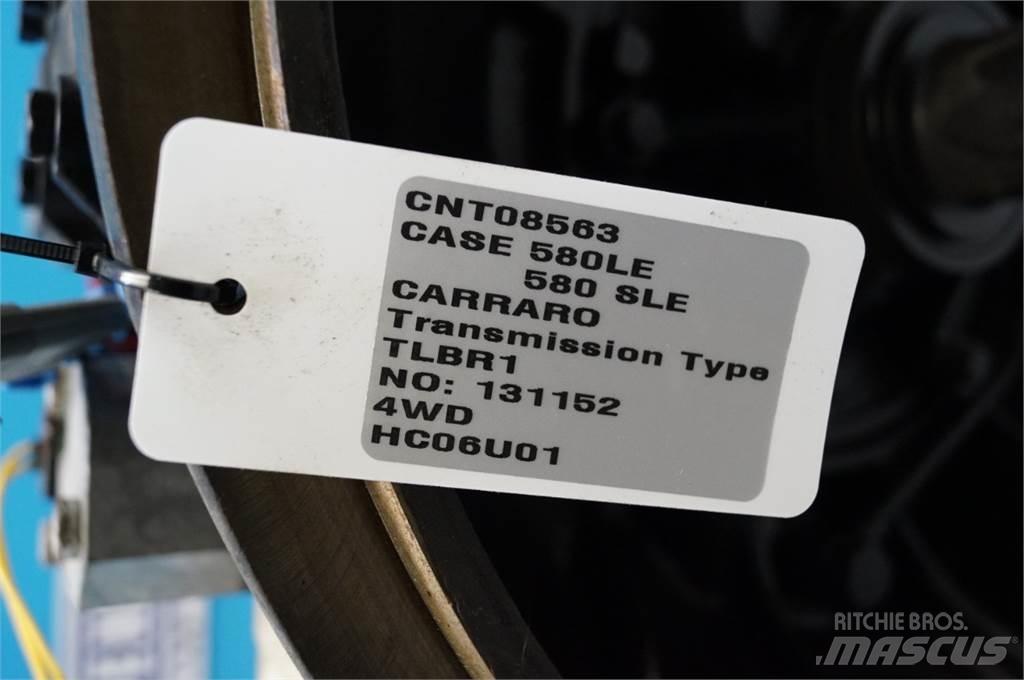 CNT08563
CASE 580LE
580 SLE
CARRARO
Transmission Type
TLBR1
NO: 131152
4WD
HC06U01
RITCHIE BROS.
MASCUS